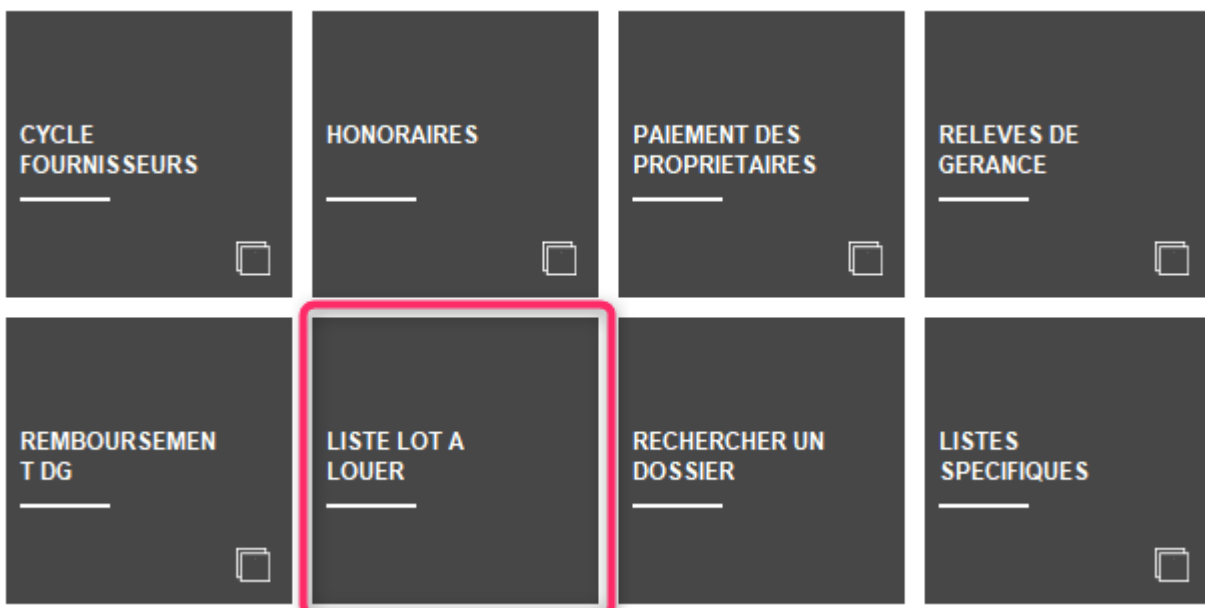 CYCLE
FOURNISSEURS
HONORAIRES
PAIEMENT DES
PROPRIETAIRES
RELEVES DE
GERANCE
REMBOURSEMEN
T DG
LISTE LOT A
LOUER
RECHERCHER UN
DOSSIER
LISTES
SPECIFIQUES